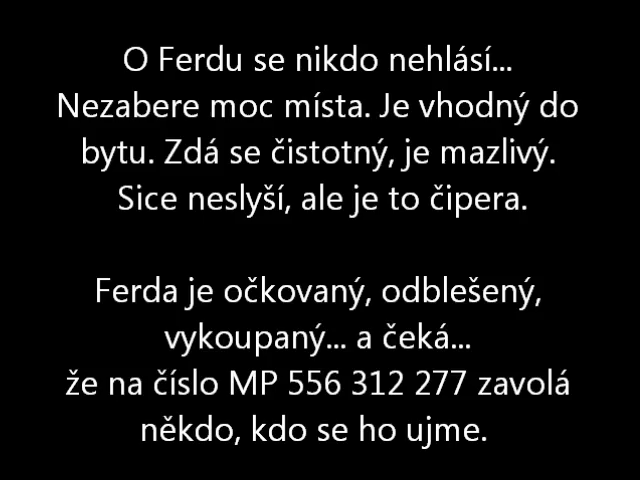 O Ferdu se nikdo nehlásí...
Nezabere moc místa. Je vhodný do
bytu. Zdá se čistotný, je mazlivý.
Sice neslyší, ale je to čipera.
Ferda je očkovaný, odblešený,
vykoupaný... a čeká...
že na číslo MP 556 312 277 zavolá
někdo, kdo se ho ujme.